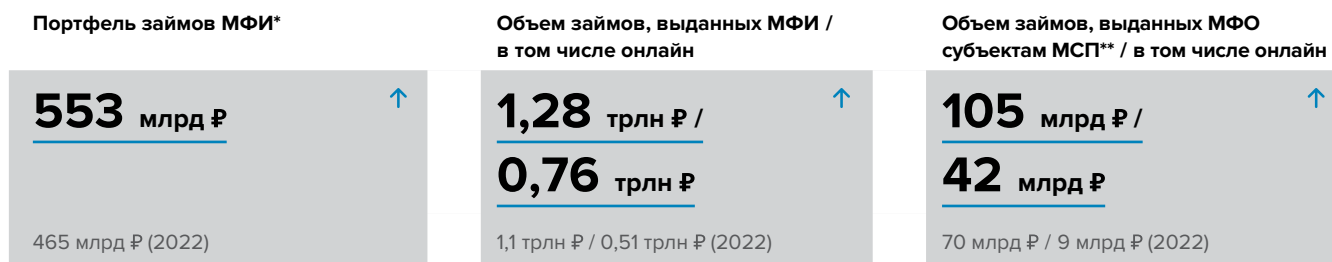 Портфель займов МФИ*
553 млрд ₽
465 млрд ₽ (2022)
Объем займов, выданных МФИ /
в том числе онлайн
1,28 трлн ₽ /
0,76 трлн ₽
1,1 трлн ₽ / 0,51 трлн ₽ (2022)
Объем займов, выданных МФО
субъектам МСП** / в том числе онлайн
105 млрд ₽ /
42 млрд ₽
70 млрд ₽ / 9 млрд ₽ (2022)